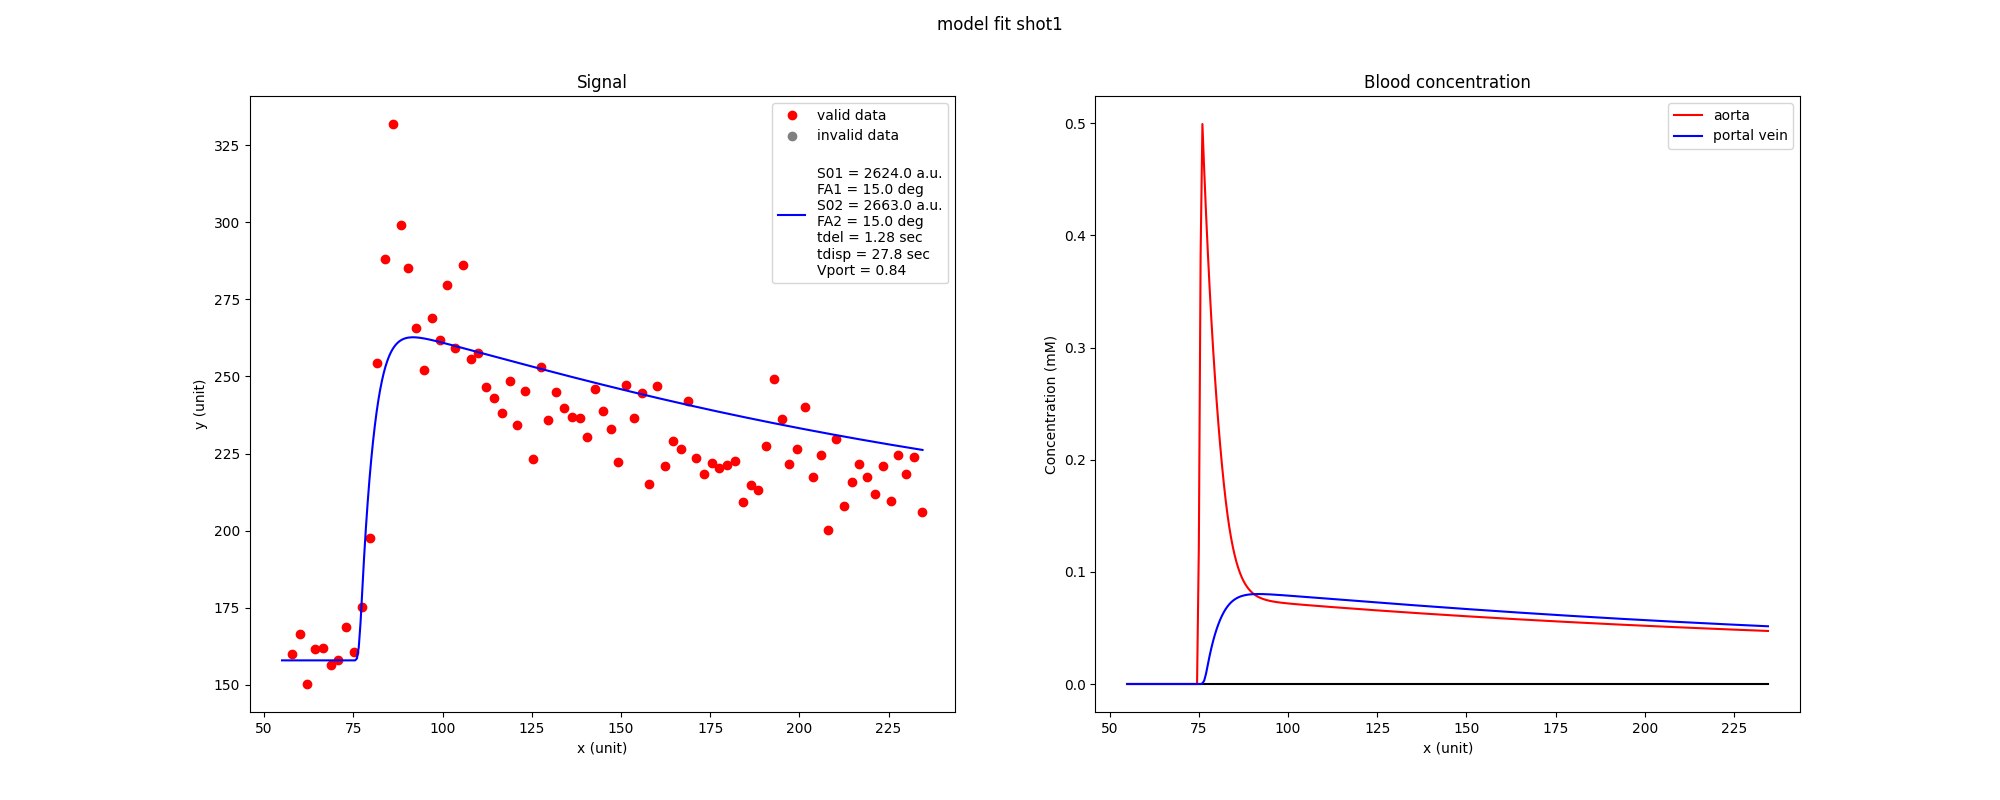 model fit shot1
Signal
325
300
275
250
225
200
175
150
y (unit)
50
75
100
125
150
175
200
225
x (unit)
valid data
invalid data
S01 = 2624.0 a.u.
FA1 = 15.0 deg
S02 = 2663.0 a.u.
FA2 = 15.0 deg
tdel = 1.28 sec
tdisp = 27.8 sec
Vport = 0.84
Blood concentration
0.5
0.4
0.3
0.2
0.1
0.0
Concentration (mM)
50
75
100
125
150
175
200
225
x (unit)
aorta
portal vein